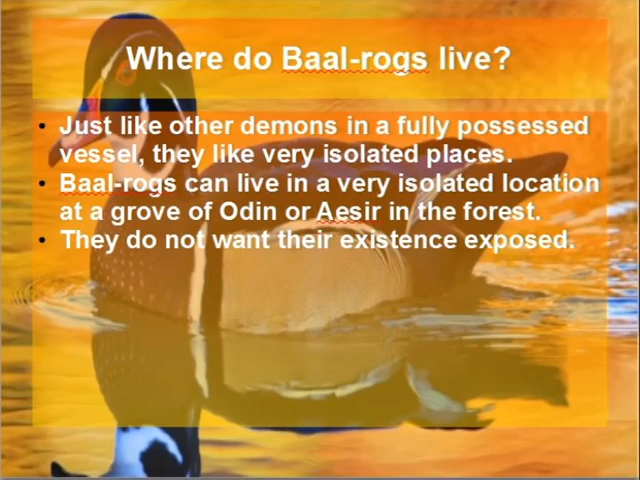 Where do Baal-rogs live?
• Just like other demons in a fully possessed
vessel, they like very isolated places.
• Baal-rogs can live in a very isolated location
at a grove of Odin or Aesir in the forest.
• They do not want their existence exposed.